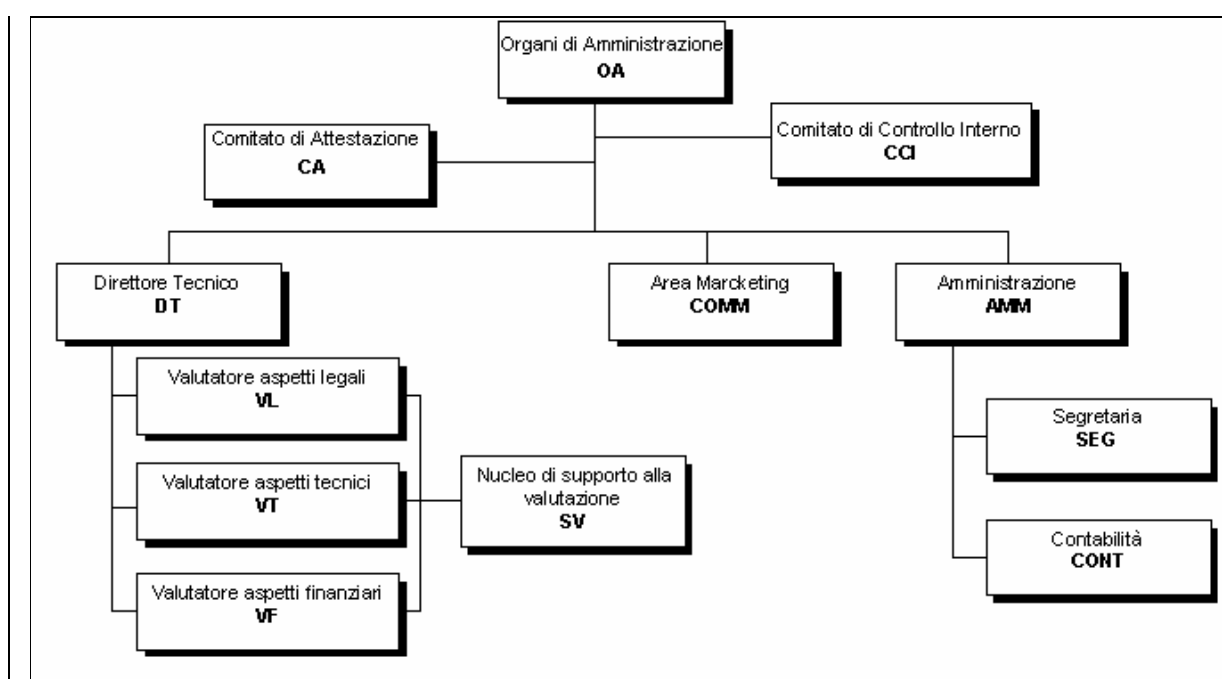 Organi di Amministrazione
OA
Comitato di Attestazione
CA
Comitato di Controllo Interno
CCI
Direttore Tecnico
DT
Area Marcketing
COMM
Amministrazione
AMM
Valutatore aspetti legali
VL
Segretaria
SEG
Valutatore aspetti tecnici
VT
Nucleo di supporto alla
valutazione
SV
Contabilità
CONT
Valutatore aspetti finanziari
VF